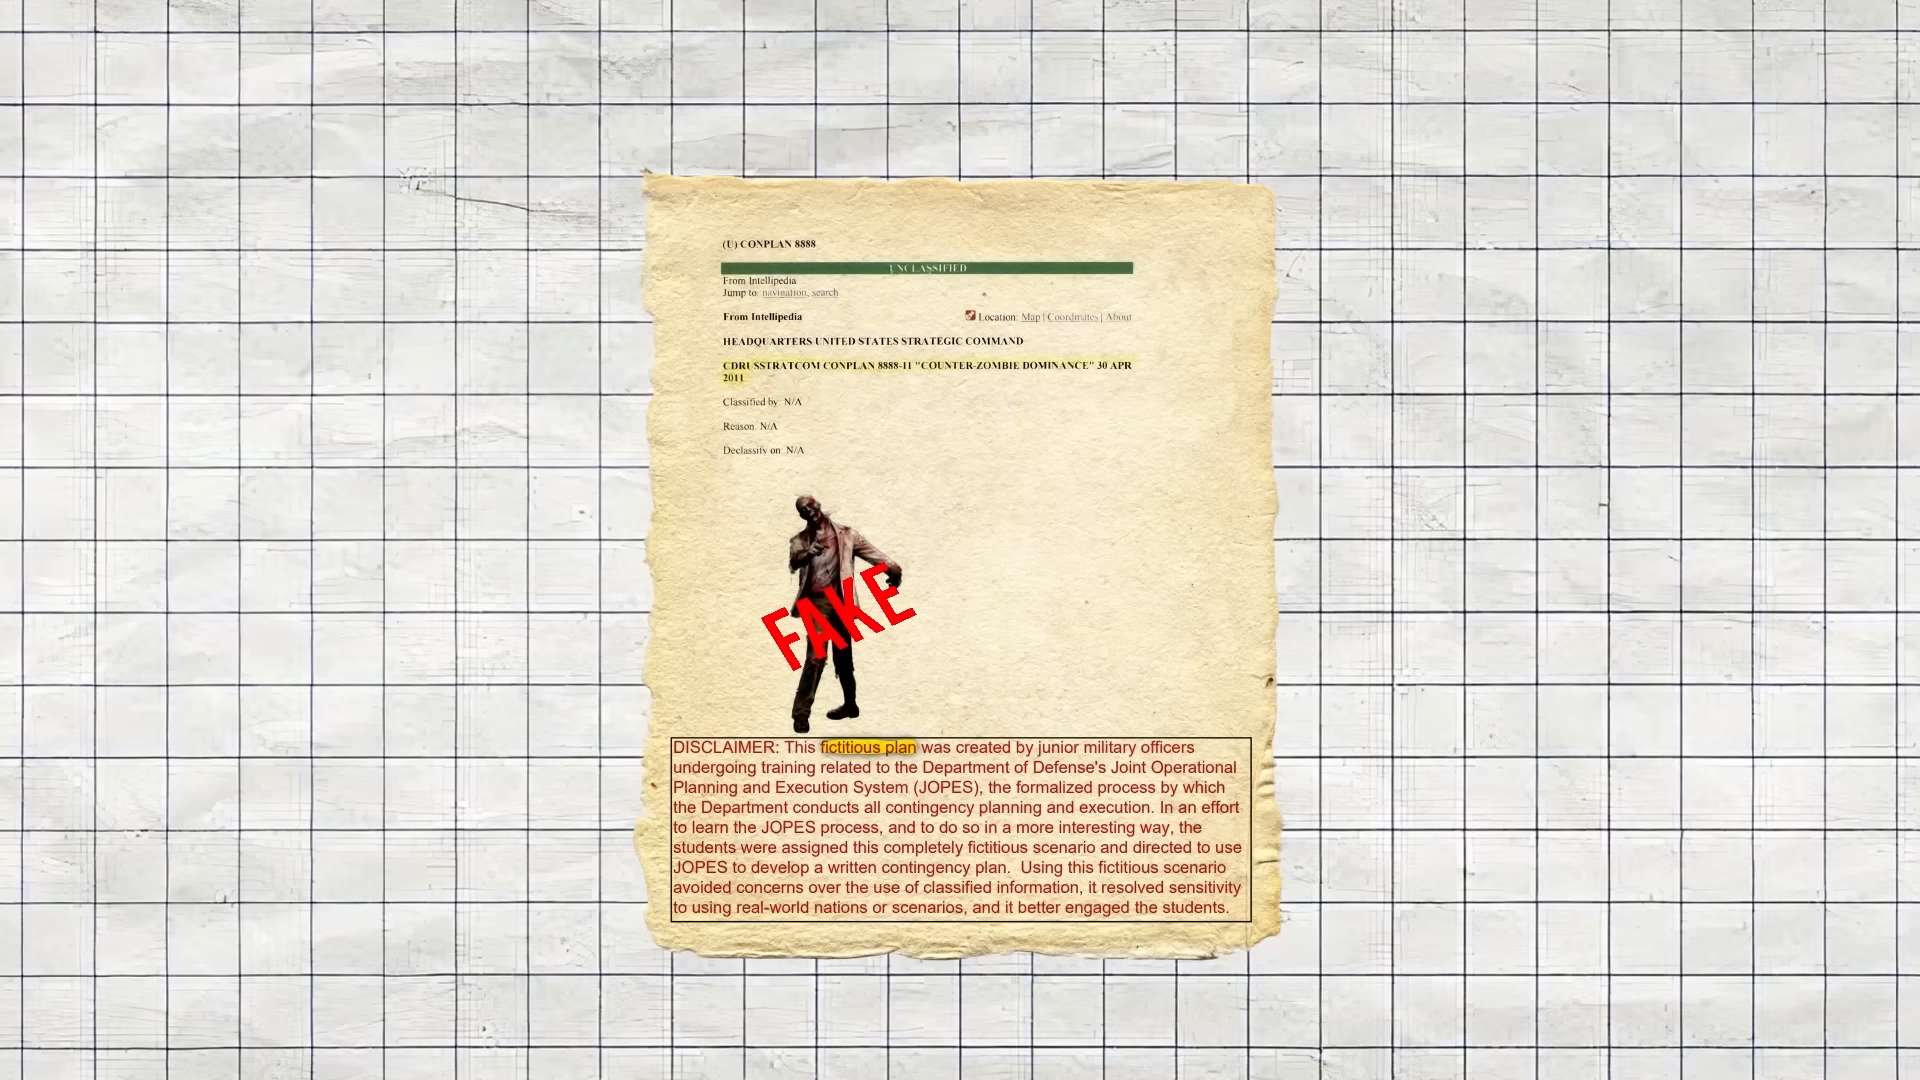 (U) CONPLAN 8888
UNCLASSIFIED
From Intellipedia
Jump to: navigation, search
From Intellipedia
Location: Map | Coordinates | About
HEADQUARTERS UNITED STATES STRATEGIC COMMAND
CDRUSSTRATCOM CONPLAN 8888-11 "COUNTER-ZOMBIE DOMINANCE" 30 APR
2011
Classified by: N/A
Reason: N/A
Declassify on: N/A
FAKE
DISCLAIMER: This fictitious plan was created by junior military officers
undergoing training related to the Department of Defense's Joint Operational
Planning and Execution System (JOPES), the formalized process by which
the Department conducts all contingency planning and execution. In an effort
to learn the JOPES process, and to do so in a more interesting way, the
students were assigned this completely fictitious scenario and directed to use
JOPES to develop a written contingency plan.  Using this fictitious scenario
avoided concerns over the use of classified information, it resolved sensitivity
to using real-world nations or scenarios, and it better engaged the students.